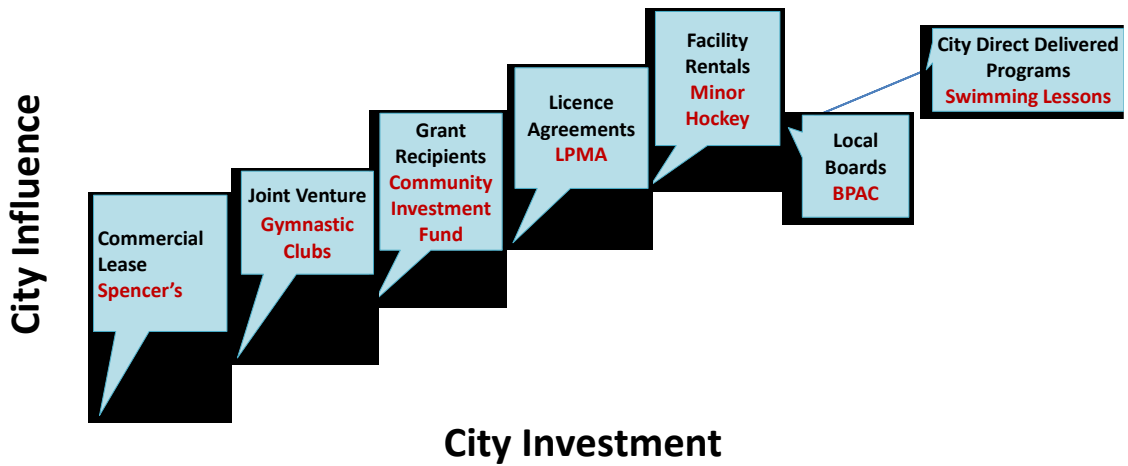 City Influence
Commercial
Lease
Spencer's
Joint Venture
Gymnastic
Clubs
Grant
Recipients
Community
Investment
Fund
Licence
Agreements
LPMA
Facility
Rentals
Minor
Hockey
Local
Boards
BPAC
City Direct Delivered
Programs
Swimming Lessons
City Investment